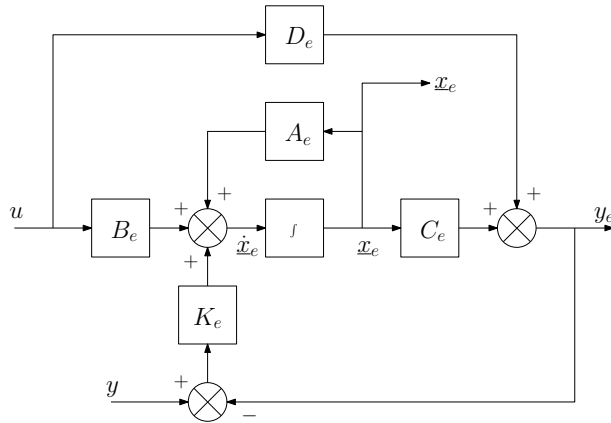 D_e
x_e
A_e
+
+
u
+
+
y_e
B_e
ẋ_e
∫
x_e
C_e
+
K_e
y
+
−